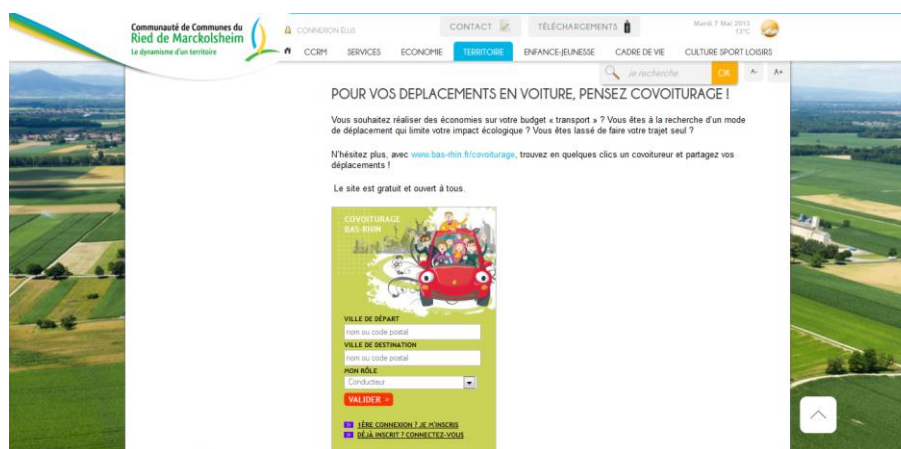 Communauté de Communes du
Ried de Marckolsheim
Le dynamisme d'un territoire
CONNEXION ÉLUS
CONTACT
TÉLÉCHARGEMENTS
Mardi 7 Mai 2013
13°C
CCRM SERVICES ECONOMIE TERRITOIRE ENFANCE-JEUNESSE CADRE DE VIE CULTURE SPORT LOISIRS
je recherche OK A- A+
POUR VOS DEPLACEMENTS EN VOITURE, PENSEZ COVOITURAGE !
Vous souhaitez réaliser des économies sur votre budget « transport » ? Vous êtes à la recherche d'un mode
de déplacement qui limite votre impact écologique ? Vous êtes lassé de faire votre trajet seul ?
N'hésitez plus, avec www.bas-rhin.fr/covoiturage, trouvez en quelques clics un covoitureur et partagez vos
déplacements !
Le site est gratuit et ouvert à tous.
COVOITURAGE
BAS-RHIN
VILLE DE DÉPART
nom ou code postal
VILLE DE DESTINATION
nom ou code postal
MON RÔLE
Conducteur
VALIDER »
1ÈRE CONNEXION ? JE M'INSCRIS
DÉJÀ INSCRIT ? CONNECTEZ-VOUS